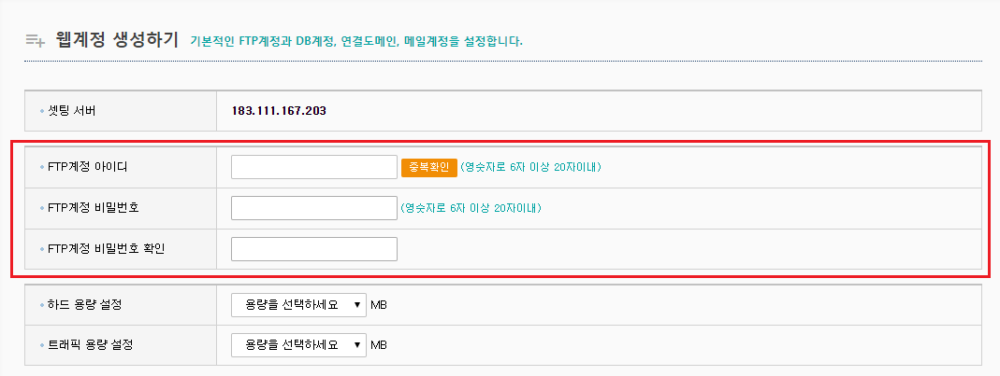 웹계정 생성하기 기본적인 FTP계정과 DB계정, 연결도메인, 메일계정을 설정합니다.
셋팅 서버 183.111.167.203
FTP계정 아이디 중복확인 (영숫자로 6자 이상 20자이내)
FTP계정 비밀번호 (영숫자로 6자 이상 20자이내)
FTP계정 비밀번호 확인
하드 용량 설정 용량을 선택하세요 ▼ MB
트래픽 용량 설정 용량을 선택하세요 ▼ MB